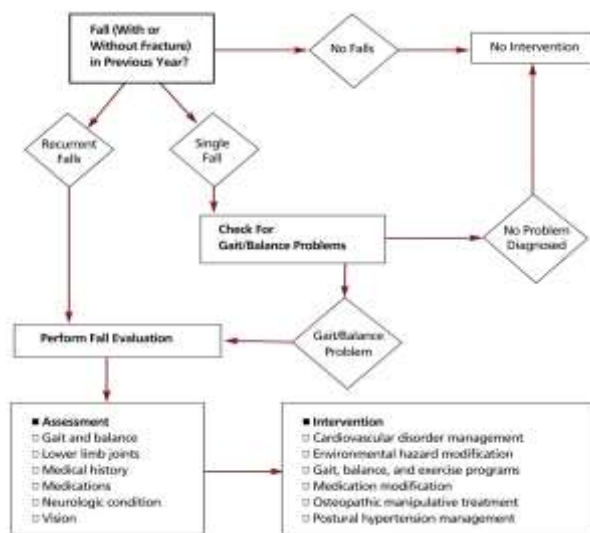 Fall (With or
Without Fracture)
in Previous Year?
No Falls
No Intervention
Recurrent
Falls
Single
Fall
Check For
Gait/Balance Problems
No Problem
Diagnosed
Perform Fall Evaluation
Gait/Balance
Problem
■ Assessment
□ Gait and balance
□ Lower limb joints
□ Medical history
□ Medications
□ Neurologic condition
□ Vision
■ Intervention
□ Cardiovascular disorder management
□ Environmental hazard modification
□ Gait, balance, and exercise programs
□ Medication modification
□ Osteopathic manipulative treatment
□ Postural hypertension management